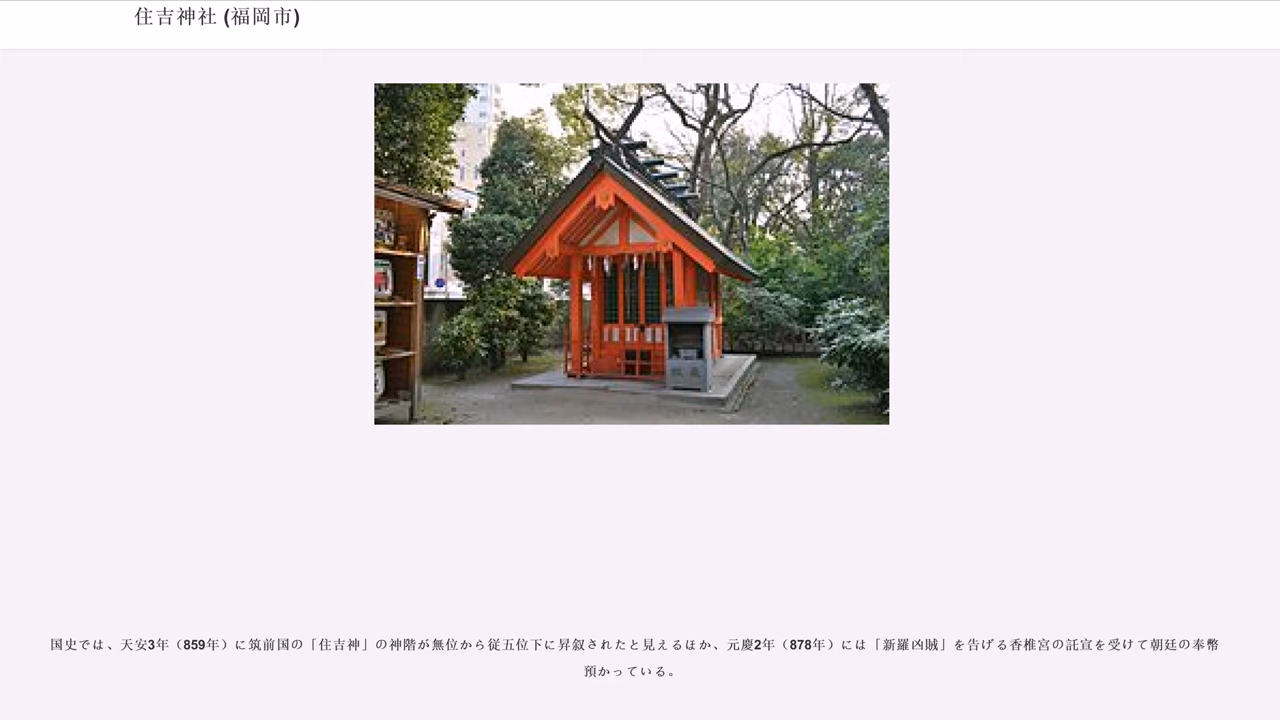 住吉神社 (福岡市)
国史では、天安3年（859年）に筑前国の「住吉神」の神階が無位から従五位下に昇叙されたと見えるほか、元慶2年（878年）には「新羅凶賊」を告げる香椎宮の託宣を受けて朝廷の奉幣
預かっている。